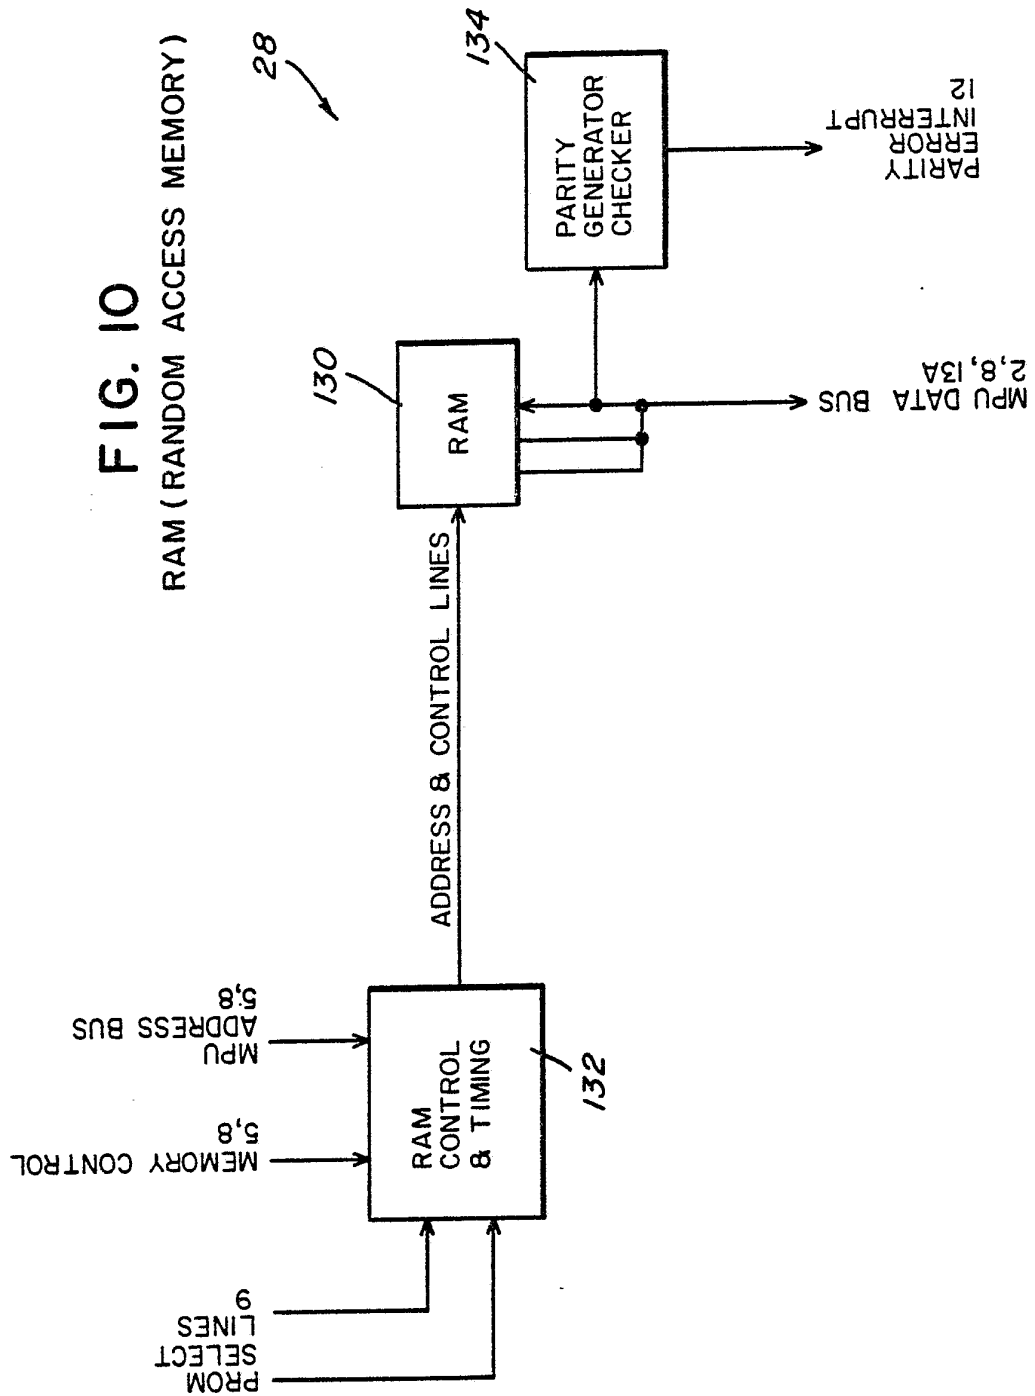 FIG. 10
RAM (RANDOM ACCESS MEMORY)
28
134
PARITY
GENERATOR
CHECKER
PARITY
ERROR
INTERRUPT
12
130
RAM
MPU DATA BUS
2,8,13A
ADDRESS & CONTROL LINES
MPU
ADDRESS BUS
5,8
MEMORY CONTROL
5,8
RAM
CONTROL
& TIMING
132
PROM
SELECT
LINES
9